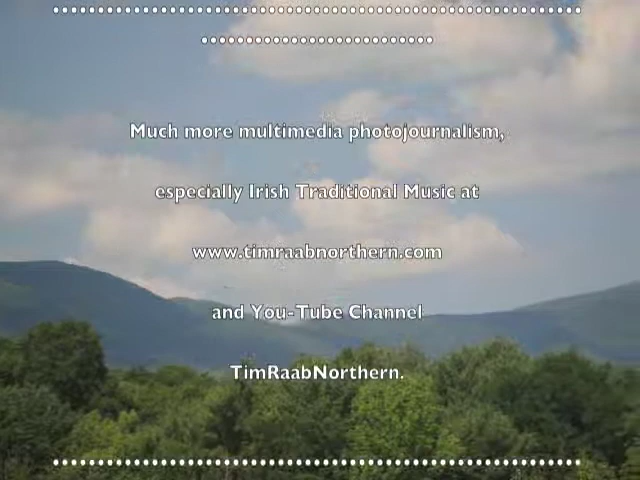 Much more multimedia photojournalism,
especially Irish Traditional Music at
www.timraabnorthern.com
and You-Tube Channel
TimRaabNorthern.